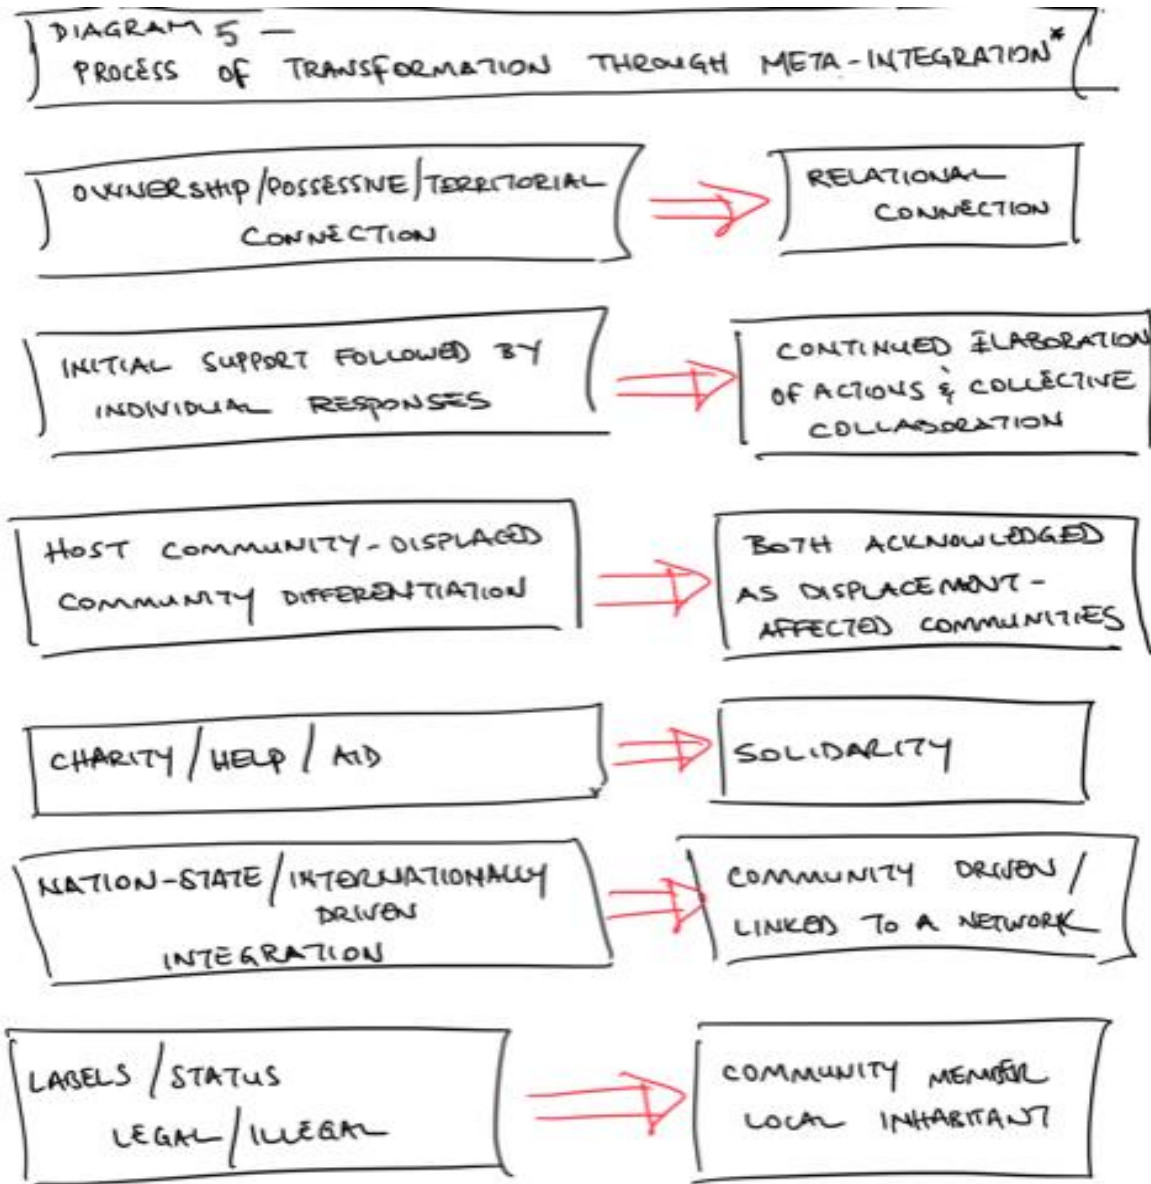 DIAGRAM 5 —
PROCESS OF TRANSFORMATION THROUGH META-INTEGRATION*
OWNERSHIP/POSSESSIVE/TERRITORIAL
CONNECTION
RELATIONAL
CONNECTION
INITIAL SUPPORT FOLLOWED BY
INDIVIDUAL RESPONSES
CONTINUED ELABORATION
OF ACTIONS & COLLECTIVE
COLLABORATION
HOST COMMUNITY-DISPLACED
COMMUNITY DIFFERENTIATION
BOTH ACKNOWLEDGED
AS DISPLACEMENT-
AFFECTED COMMUNITIES
CHARITY/HELP/AID
SOLIDARITY
NATION-STATE/INTERNATIONALLY
DRIVEN
INTEGRATION
COMMUNITY DRIVEN/
LINKED TO A NETWORK
LABELS/STATUS
LEGAL/ILLEGAL
COMMUNITY MEMBER
LOCAL INHABITANT